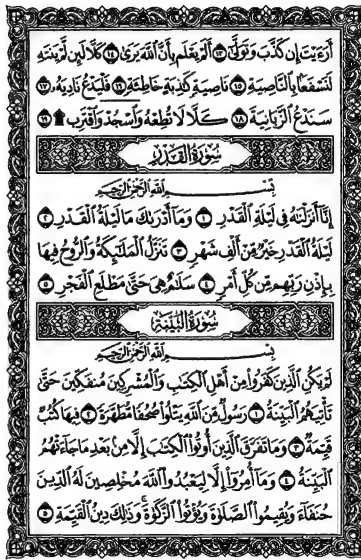 أَرَءَيْتَ إِن كَذَّبَ وَتَوَلَّىٰٓ ١٣ أَلَمْ يَعْلَم بِأَنَّ ٱللَّهَ يَرَىٰ ١٤ كَلَّا لَئِن لَّمْ يَنتَهِ
لَنَسْفَعًۢا بِٱلنَّاصِيَةِ ١٥ نَاصِيَةٍ كَٰذِبَةٍ خَاطِئَةٍ ١٦ فَلْيَدْعُ نَادِيَهُۥ ١٧
سَنَدْعُ ٱلزَّبَانِيَةَ ١٨ كَلَّا لَا تُطِعْهُ وَٱسْجُدْ وَٱقْتَرِب ۩ ١٩
سُورَةُ ٱلْقَدْرِ
بِسْمِ ٱللَّهِ ٱلرَّحْمَٰنِ ٱلرَّحِيمِ
إِنَّآ أَنزَلْنَٰهُ فِى لَيْلَةِ ٱلْقَدْرِ ١ وَمَآ أَدْرَىٰكَ مَا لَيْلَةُ ٱلْقَدْرِ ٢
لَيْلَةُ ٱلْقَدْرِ خَيْرٌ مِّنْ أَلْفِ شَهْرٍ ٣ تَنَزَّلُ ٱلْمَلَٰٓئِكَةُ وَٱلرُّوحُ فِيهَا
بِإِذْنِ رَبِّهِم مِّن كُلِّ أَمْرٍ ٤ سَلَٰمٌ هِىَ حَتَّىٰ مَطْلَعِ ٱلْفَجْرِ ٥
سُورَةُ ٱلْبَيِّنَةِ
بِسْمِ ٱللَّهِ ٱلرَّحْمَٰنِ ٱلرَّحِيمِ
لَمْ يَكُنِ ٱلَّذِينَ كَفَرُوا۟ مِنْ أَهْلِ ٱلْكِتَٰبِ وَٱلْمُشْرِكِينَ مُنفَكِّينَ حَتَّىٰ
تَأْتِيَهُمُ ٱلْبَيِّنَةُ ١ رَسُولٌ مِّنَ ٱللَّهِ يَتْلُوا۟ صُحُفًا مُّطَهَّرَةً ٢ فِيهَا كُتُبٌ
قَيِّمَةٌ ٣ وَمَا تَفَرَّقَ ٱلَّذِينَ أُوتُوا۟ ٱلْكِتَٰبَ إِلَّا مِنۢ بَعْدِ مَا جَآءَتْهُمُ
ٱلْبَيِّنَةُ ٤ وَمَآ أُمِرُوٓا۟ إِلَّا لِيَعْبُدُوا۟ ٱللَّهَ مُخْلِصِينَ لَهُ ٱلدِّينَ
حُنَفَآءَ وَيُقِيمُوا۟ ٱلصَّلَوٰةَ وَيُؤْتُوا۟ ٱلزَّكَوٰةَ ۚ وَذَٰلِكَ دِينُ ٱلْقَيِّمَةِ ٥